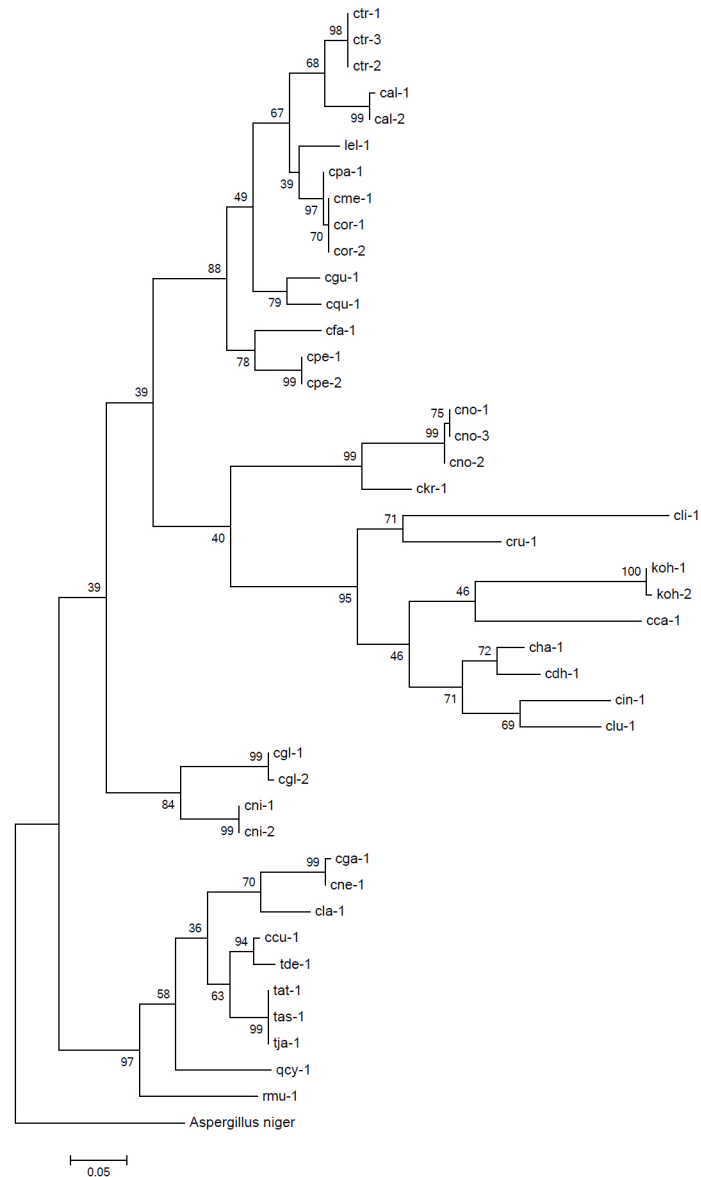 ctr-1
98
ctr-3
68
ctr-2
cal-1
67
99
cal-2
lel-1
39
cpa-1
49
97
cme-1
cor-1
70
cor-2
88
cgu-1
79
cqu-1
cfa-1
78
cpe-1
99
cpe-2
39
75
cno-1
99
cno-3
99
cno-2
ckr-1
40
71
cli-1
cru-1
95
100
koh-1
46
koh-2
39
cca-1
46
72
cha-1
cdh-1
71
cin-1
69
clu-1
99
cgl-1
cgl-2
84
cni-1
99
cni-2
99
cga-1
70
cne-1
cla-1
36
94
ccu-1
tde-1
63
tat-1
58
tas-1
99
tja-1
97
qcy-1
rmu-1
Aspergillus niger
0.05